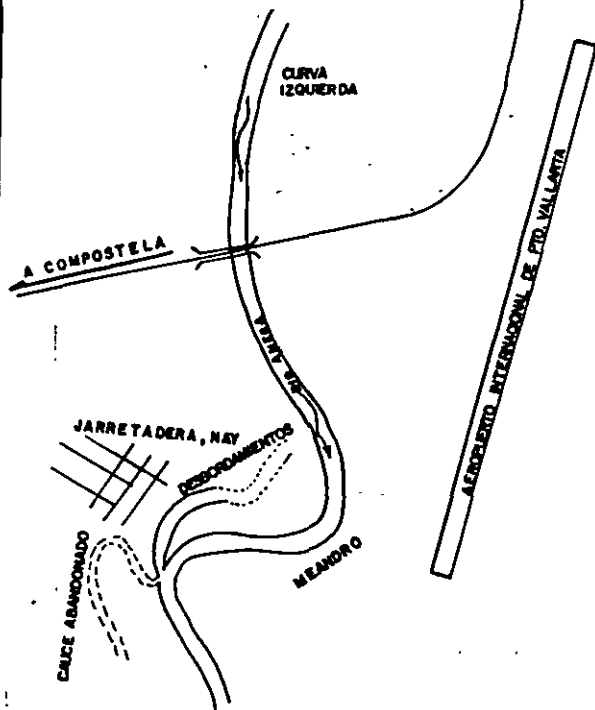 CURVA
IZQUIERDA
A COMPOSTELA
AEROPUERTO INTERNACIONAL DE PTO. VALLARTA
RIO AMECA
JARRETADERA, NAY
DESBORDAMIENTOS
MEANDRO
CAUCE ABANDONADO